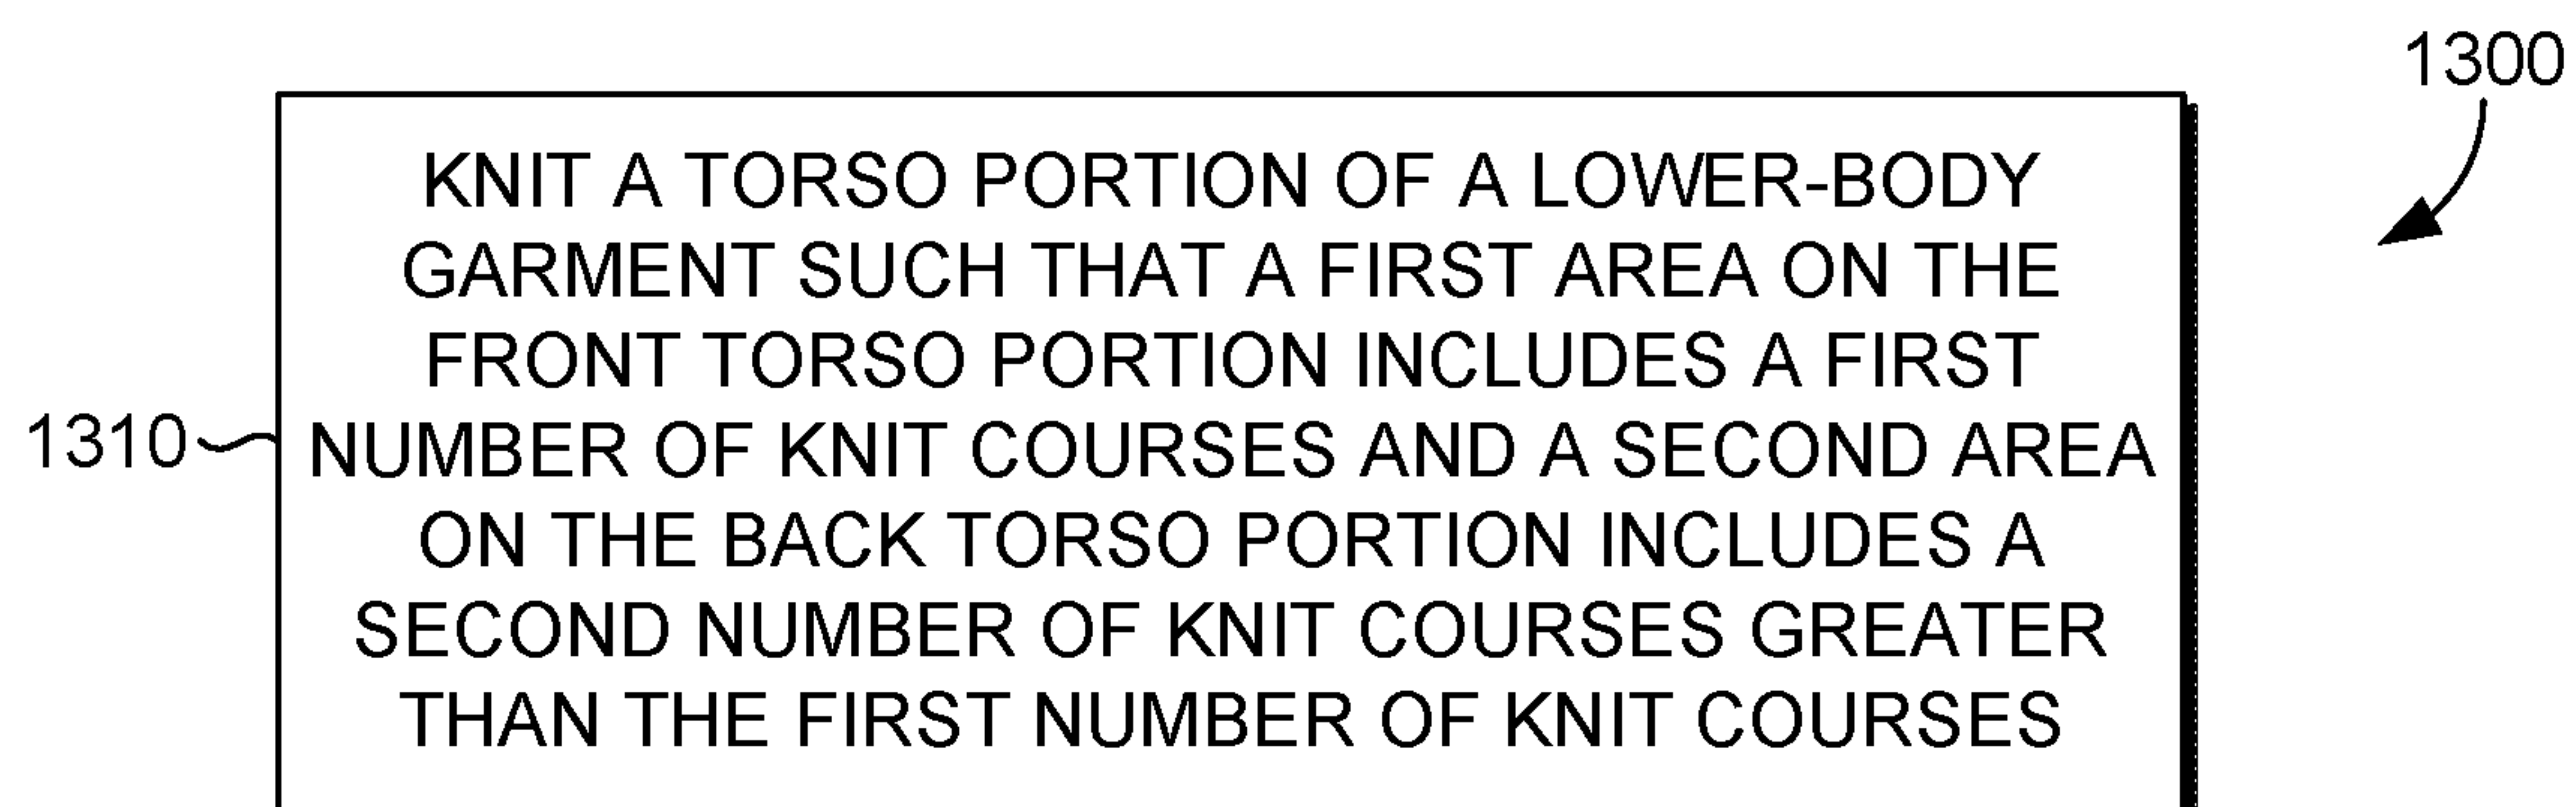 1300
KNIT A TORSO PORTION OF A LOWER-BODY
GARMENT SUCH THAT A FIRST AREA ON THE
FRONT TORSO PORTION INCLUDES A FIRST
1310
NUMBER OF KNIT COURSES AND A SECOND AREA
ON THE BACK TORSO PORTION INCLUDES A
SECOND NUMBER OF KNIT COURSES GREATER
THAN THE FIRST NUMBER OF KNIT COURSES